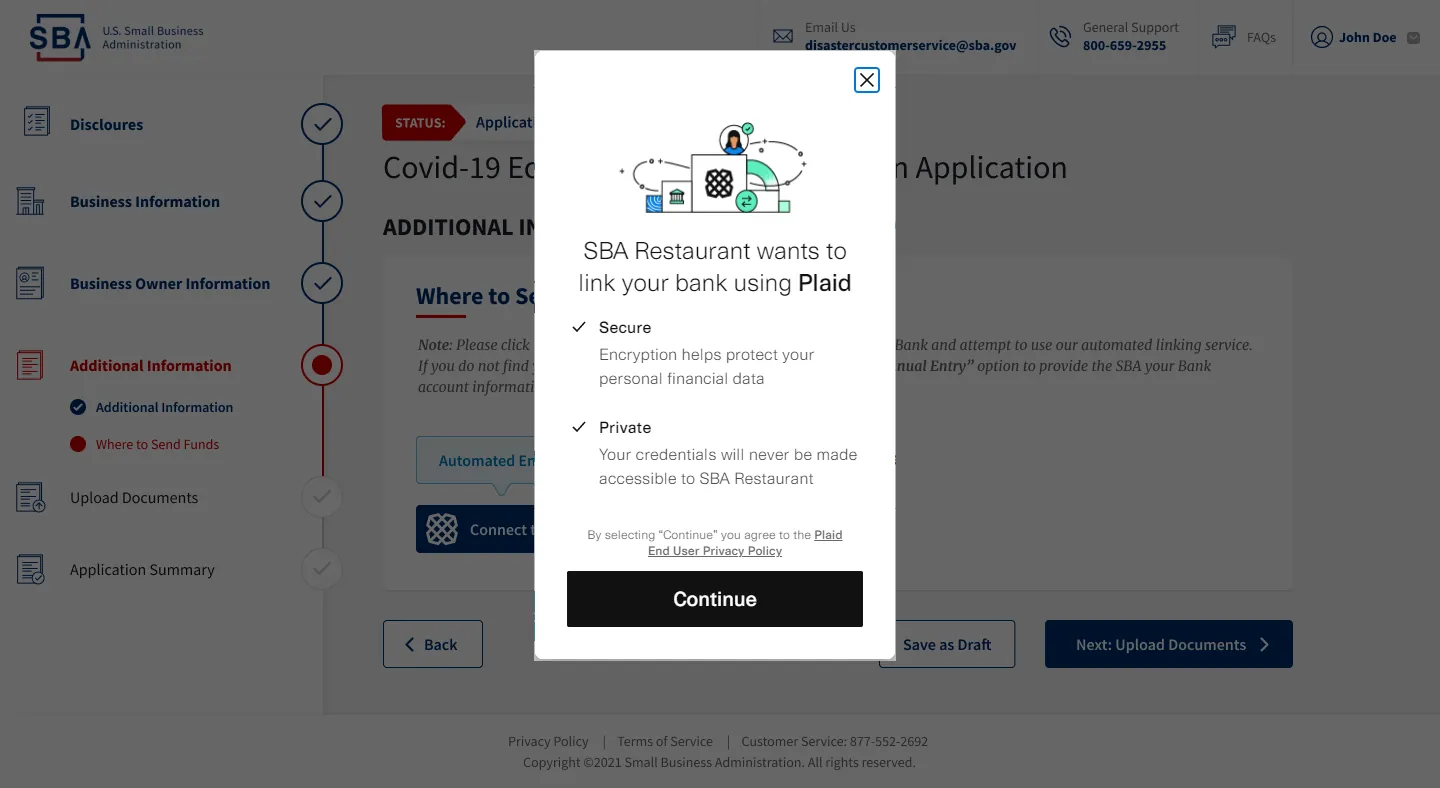 SBA
U.S. Small Business
Administration
Email Us
disastercustomerservice@sba.gov
General Support
800-659-2955
FAQs
John Doe
Discloures
Business Information
Business Owner Information
Additional Information
Additional Information
Where to Send Funds
Upload Documents
Application Summary
STATUS:
Applicat
Covid-19 Ec
n Application
ADDITIONAL IN
Where to Se
Note: Please click
Bank and attempt to use our automated linking service.
If you do not find
nual Entry” option to provide the SBA your Bank
account informati
Automated En
Connect t
SBA Restaurant wants to
link your bank using Plaid
Secure
Encryption helps protect your
personal financial data
Private
Your credentials will never be made
accessible to SBA Restaurant
By selecting “Continue” you agree to the Plaid
End User Privacy Policy
Continue
Back
Save as Draft
Next: Upload Documents
Privacy Policy | Terms of Service | Customer Service: 877-552-2692
Copyright ©2021 Small Business Administration. All rights reserved.